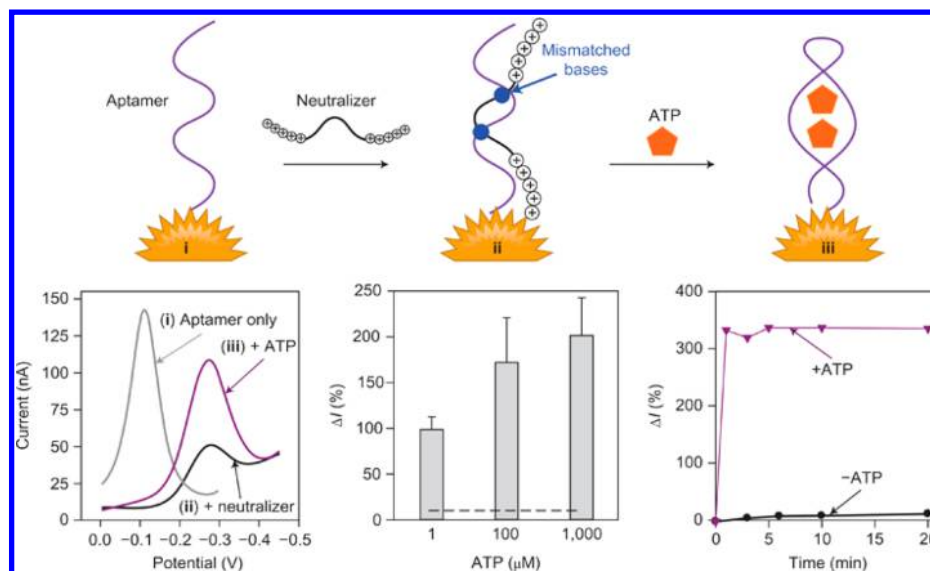 Aptamer
Neutralizer
Mismatched
bases
ATP
i
ii
iii
150
125
100
75
50
25
0
Current (nA)
(i) Aptamer only
(iii) + ATP
(ii) + neutralizer
0.0 −0.1 −0.2 −0.3 −0.4 −0.5
Potential (V)
250
200
150
100
50
0
ΔI (%)
1 100 1,000
ATP (μM)
400
300
200
100
0
ΔI (%)
+ATP
−ATP
0 5 10 15 20
Time (min)